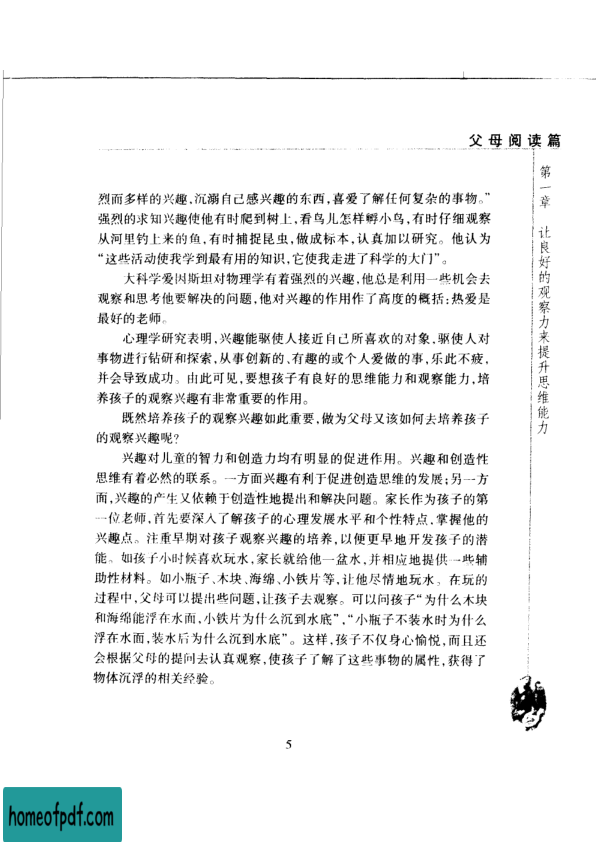 父母阅读篇
第一章 让良好的观察力来提升思维能力
烈而多样的兴趣,沉溺自己感兴趣的东西,喜爱了解任何复杂的事物。”
强烈的求知兴趣使他有时爬到树上,看鸟儿怎样孵小鸟,有时仔细观察
从河里钓上来的鱼,有时捕捉昆虫,做成标本,认真加以研究。他认为
“这些活动使我学到最有用的知识,它使我走进了科学的大门”。
大科学爱因斯坦对物理学有着强烈的兴趣,他总是利用一些机会去
观察和思考他要解决的问题,他对兴趣的作用作了高度的概括:热爱是
最好的老师。
心理学研究表明,兴趣能驱使人接近自己所喜欢的对象,驱使人对
事物进行钻研和探索,从事创新的、有趣的或个人爱做的事,乐此不疲,
并会导致成功。由此可见,要想孩子有良好的思维能力和观察能力,培
养孩子的观察兴趣有非常重要的作用。
既然培养孩子的观察兴趣如此重要,做为父母又该如何去培养孩子
的观察兴趣呢?
兴趣对儿童的智力和创造力均有明显的促进作用。兴趣和创造性
思维有着必然的联系。一方面兴趣有利于促进创造思维的发展;另一方
面,兴趣的产生又依赖于创造性地提出和解决问题。家长作为孩子的第
一位老师,首先要深入了解孩子的心理发展水平和个性特点,掌握他的
兴趣点。注重早期对孩子观察兴趣的培养,以便更早地开发孩子的潜
能。如孩子小时候喜欢玩水,家长就给他一盆水,并相应地提供一些辅
助性材料。如小瓶子、木块、海绵、小铁片等,让他尽情地玩水。在玩的
过程中,父母可以提出些问题,让孩子去观察。可以问孩子“为什么木块
和海绵能浮在水面,小铁片为什么沉到水底”,“小瓶子不装水时为什么
浮在水面,装水后为什么沉到水底”。这样,孩子不仅身心愉悦,而且还
会根据父母的提问去认真观察,使孩子了解了这些事物的属性,获得了
物体沉浮的相关经验。
5
homeofpdf.com